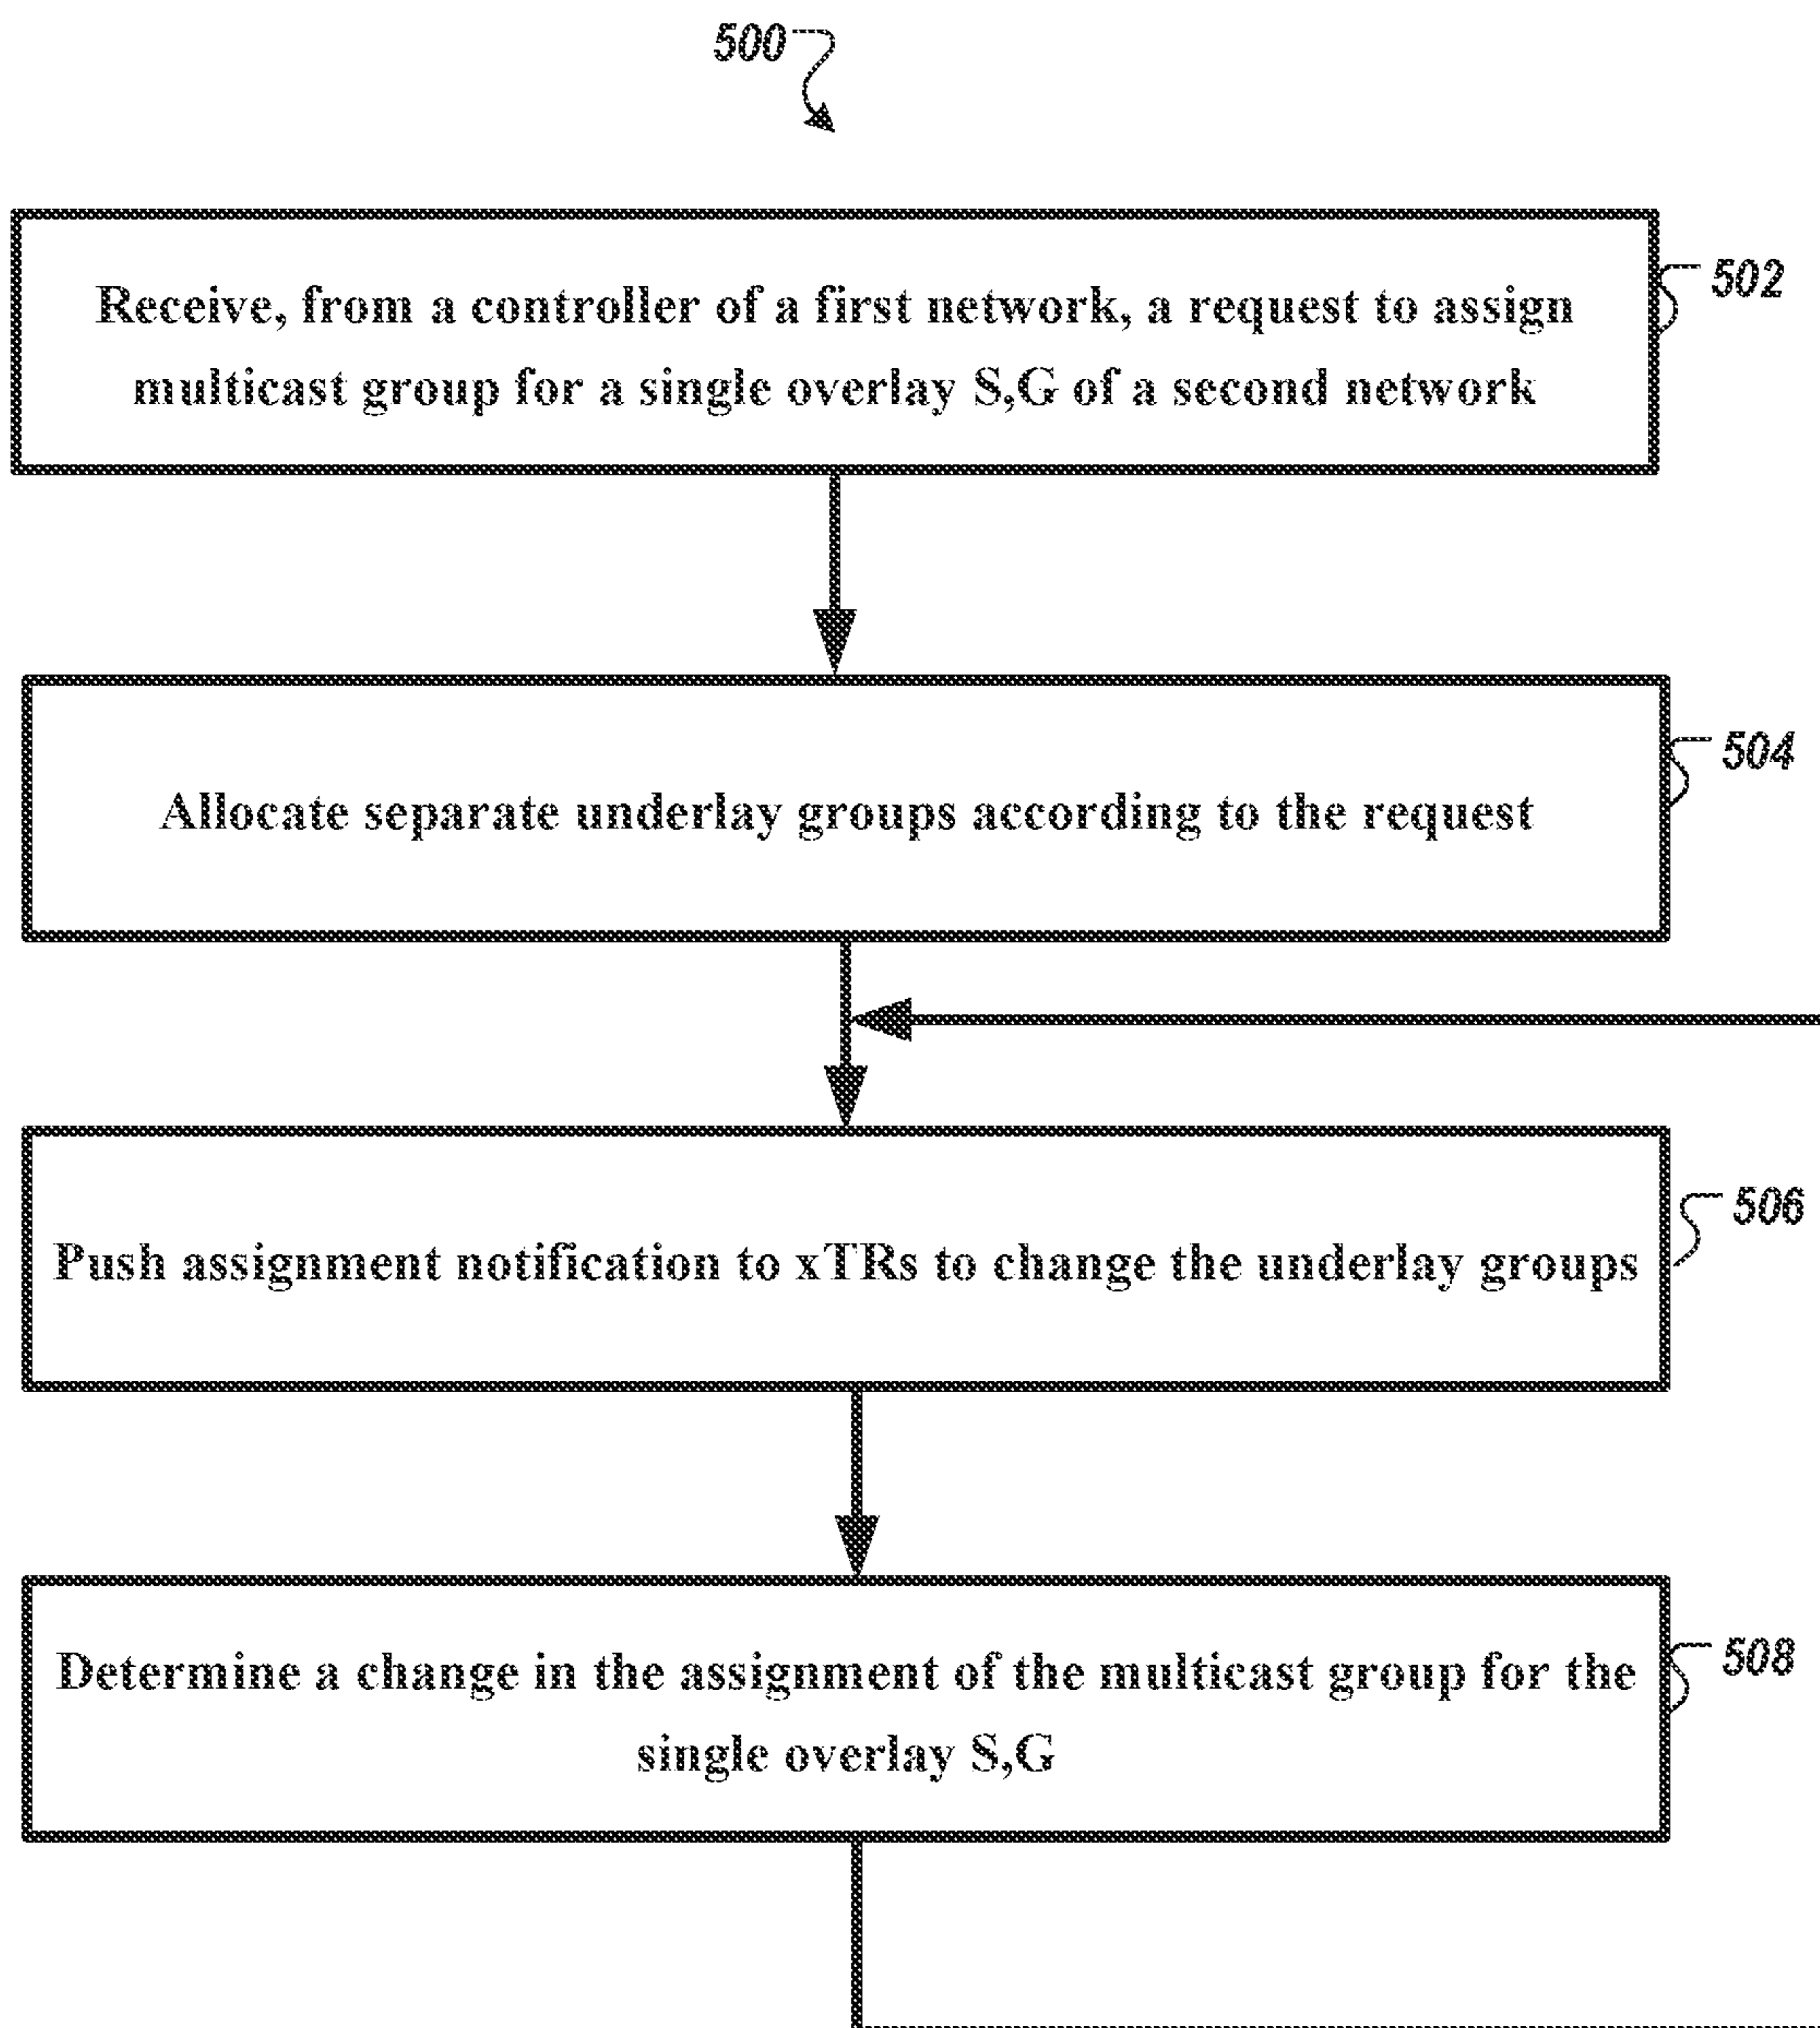 500
Receive, from a controller of a first network, a request to assign
multicast group for a single overlay S,G of a second network
502
Allocate separate underlay groups according to the request
504
Push assignment notification to xTRs to change the underlay groups
506
Determine a change in the assignment of the multicast group for the
single overlay S,G
508